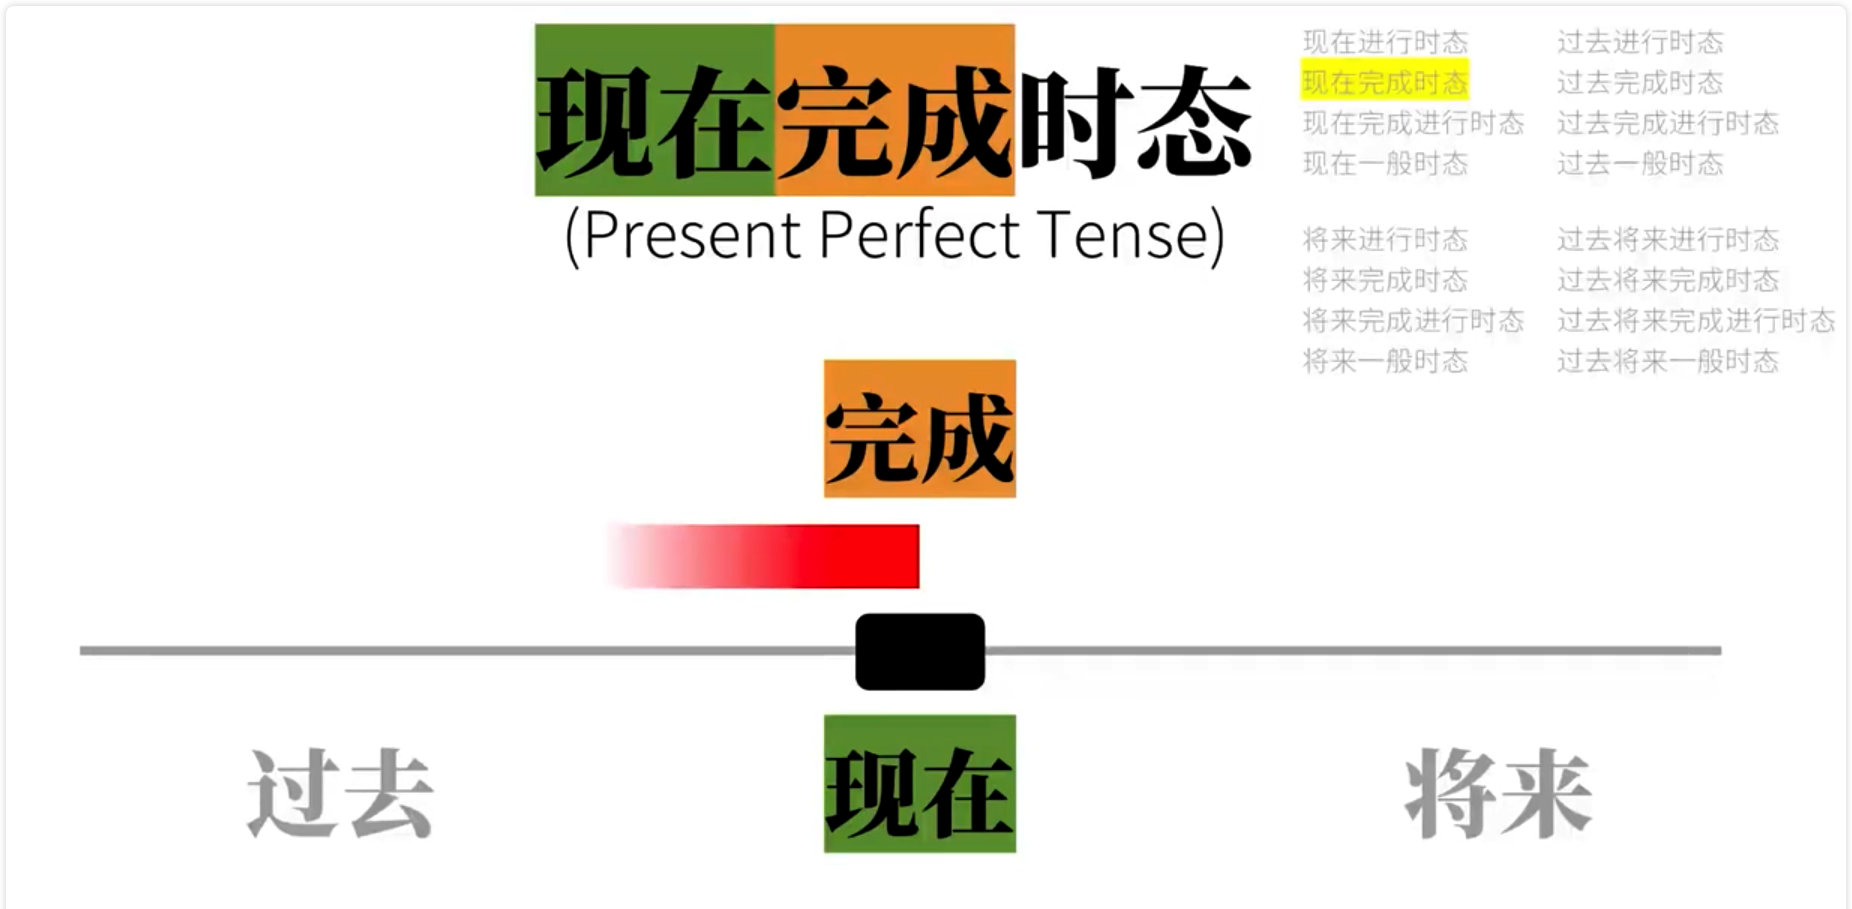 现在完成时态
(Present Perfect Tense)
现在进行时态 过去进行时态
现在完成时态 过去完成时态
现在完成进行时态 过去完成进行时态
现在一般时态 过去一般时态
将来进行时态 过去将来进行时态
将来完成时态 过去将来完成时态
将来完成进行时态 过去将来完成进行时态
将来一般时态 过去将来一般时态
完成
过去 现在 将来